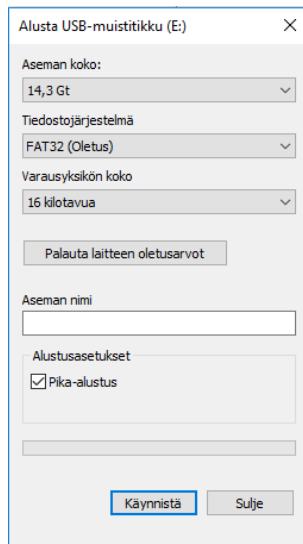 Alusta USB-muistitikku (E:)
Aseman koko:
14,3 Gt
Tiedostojärjestelmä
FAT32 (Oletus)
Varausyksikön koko
16 kilotavua
Palauta laitteen oletusarvot
Aseman nimi
Alustusasetukset
Pika-alustus
Käynnistä
Sulje